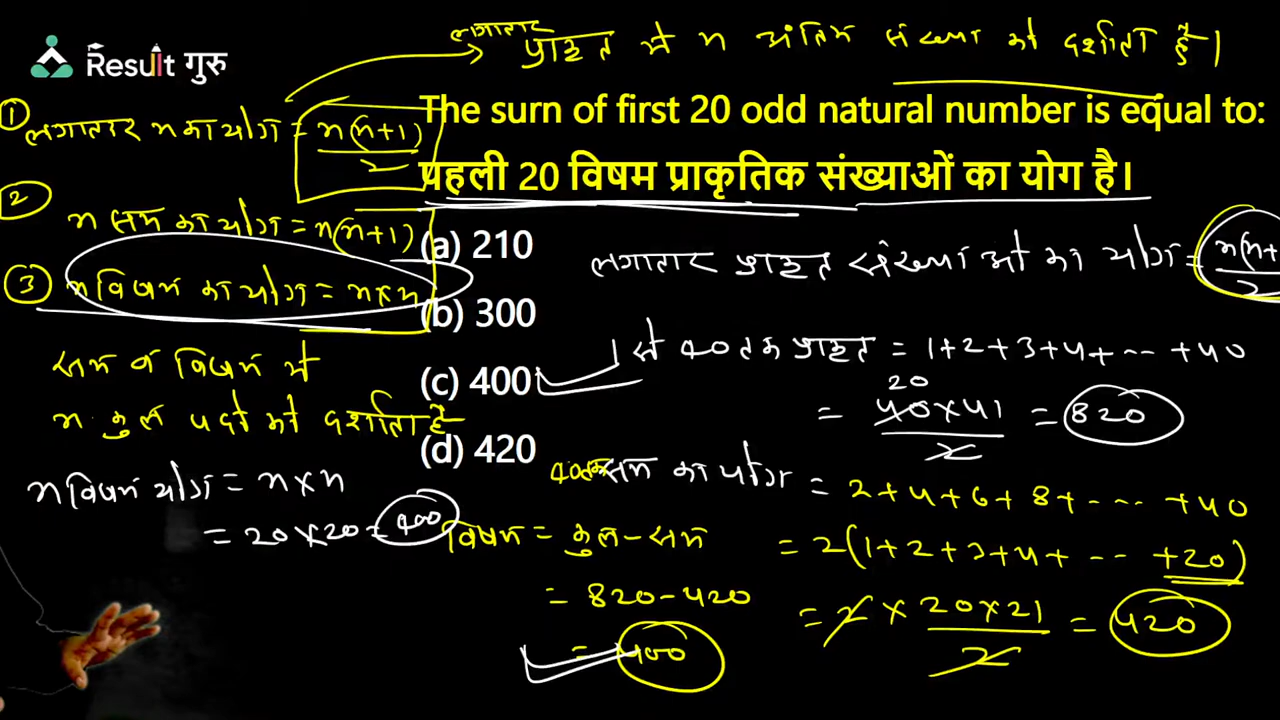 Result गुरु
लगातार
प्राकृत में n अंतिम संख्या को दर्शाता है।
The surn of first 20 odd natural number is equal to:
पहली 20 विषम प्राकृतिक संख्याओं का योग है।
(a) 210
(b) 300
(c) 400
(d) 420
① लगातार n का योग = n(n+1)/2
② n सम का योग = n(n+1)
③ n विषम का योग = n×n
सम व विषम में
n कुल पदों को दर्शाता है
n विषम योग = n×n
= 20×20 = 400
लगातार प्राकृत संख्याओं का योग = n(n+
2
1 से 40 तक प्राकृत = 1+2+3+4+ --- +40
= 40×41/2 = 820
20
40तक सम का योग = 2+4+6+8+ --- +40
= 2(1+2+3+4+ --- +20)
= 2 × 20×21/2 = 420
विषम = कुल-सम
= 820-420
= 400